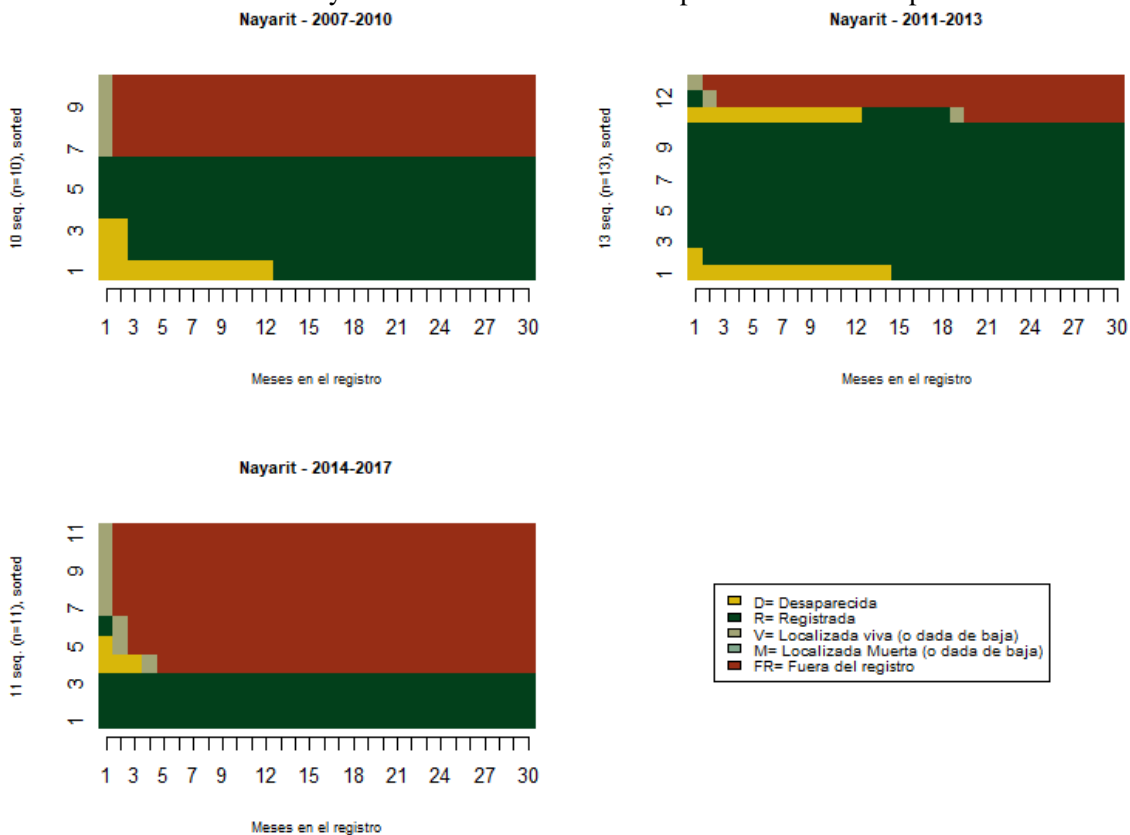 Nayarit - 2007-2010
10 seq. (n=10), sorted
1 3 5 7 9
1 3 5 7 9 12 15 18 21 24 27 30
Meses en el registro
Nayarit - 2011-2013
13 seq. (n=13), sorted
1 3 5 7 9 12
1 3 5 7 9 12 15 18 21 24 27 30
Meses en el registro
Nayarit - 2014-2017
11 seq. (n=11), sorted
1 3 5 7 9 11
1 3 5 7 9 12 15 18 21 24 27 30
Meses en el registro
D= Desaparecida
R= Registrada
V= Localizada viva (o dada de baja)
M= Localizada Muerta (o dada de baja)
FR= Fuera del registro